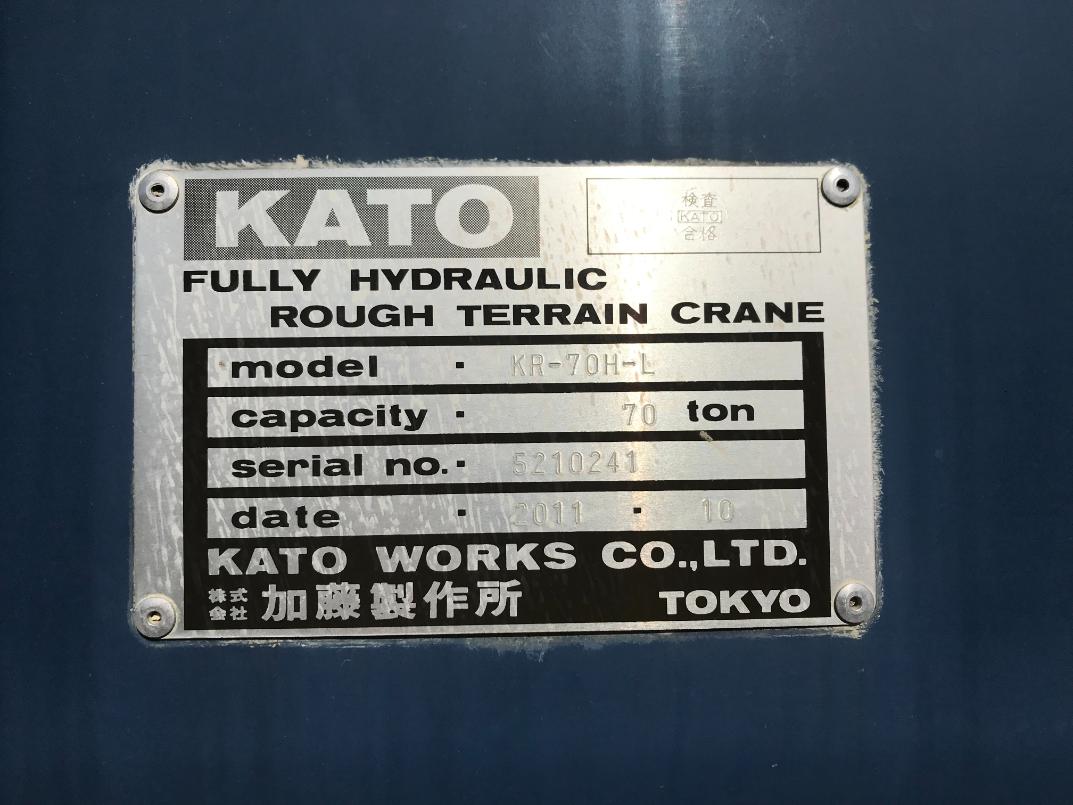 KATO
検査
KATO
合格
FULLY HYDRAULIC
ROUGH TERRAIN CRANE
model · KR-70H-L
capacity · 70 ton
serial no. · 5210241
date · 2011 · 10
KATO WORKS CO.,LTD.
株式会社 加藤製作所 TOKYO